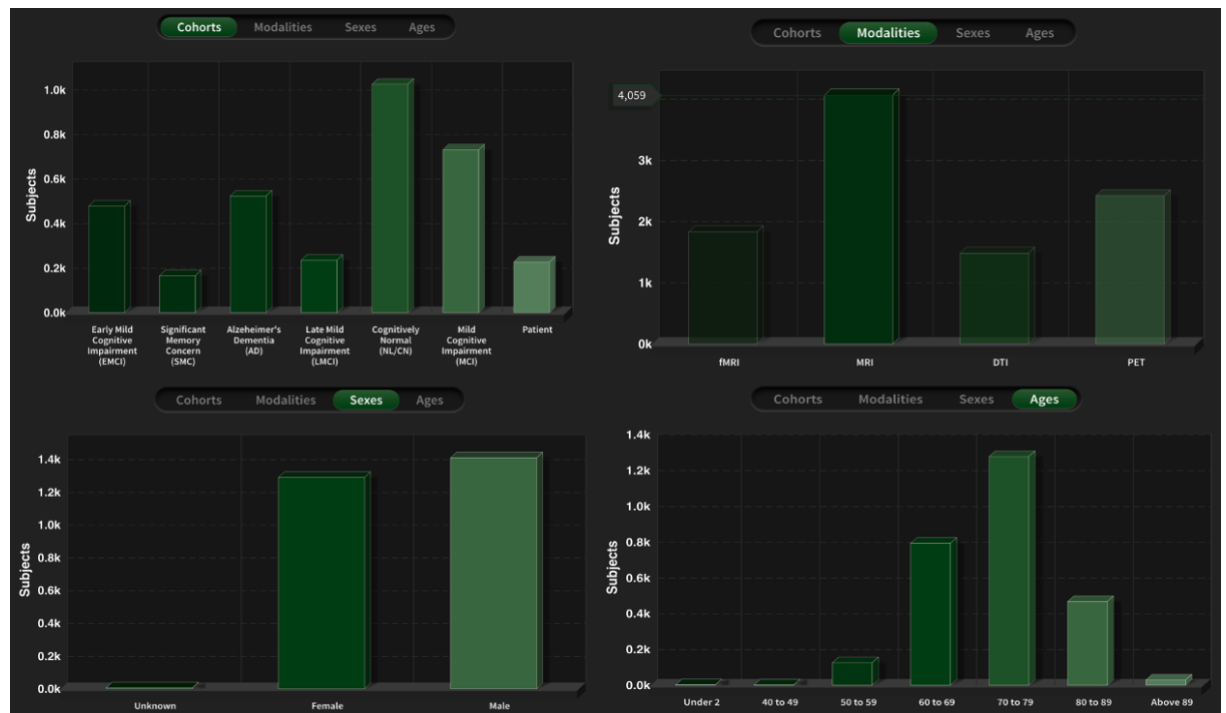 Cohorts Modalities Sexes Ages
1.0k
0.8k
0.6k
0.4k
0.2k
0.0k
Subjects
Early Mild Cognitive Impairment (EMCI)
Significant Memory Concern (SMC)
Alzeheimer's Dementia (AD)
Late Mild Cognitive Impairment (LMCI)
Cognitively Normal (NL/CN)
Mild Cognitive Impairment (MCI)
Patient
Cohorts Modalities Sexes Ages
4,059
3k
2k
1k
0k
Subjects
fMRI MRI DTI PET
Cohorts Modalities Sexes Ages
1.4k
1.2k
1.0k
0.8k
0.6k
0.4k
0.2k
0.0k
Subjects
Unknown Female Male
Cohorts Modalities Sexes Ages
1.4k
1.2k
1.0k
0.8k
0.6k
0.4k
0.2k
0.0k
Subjects
Under 2 40 to 49 50 to 59 60 to 69 70 to 79 80 to 89 Above 89